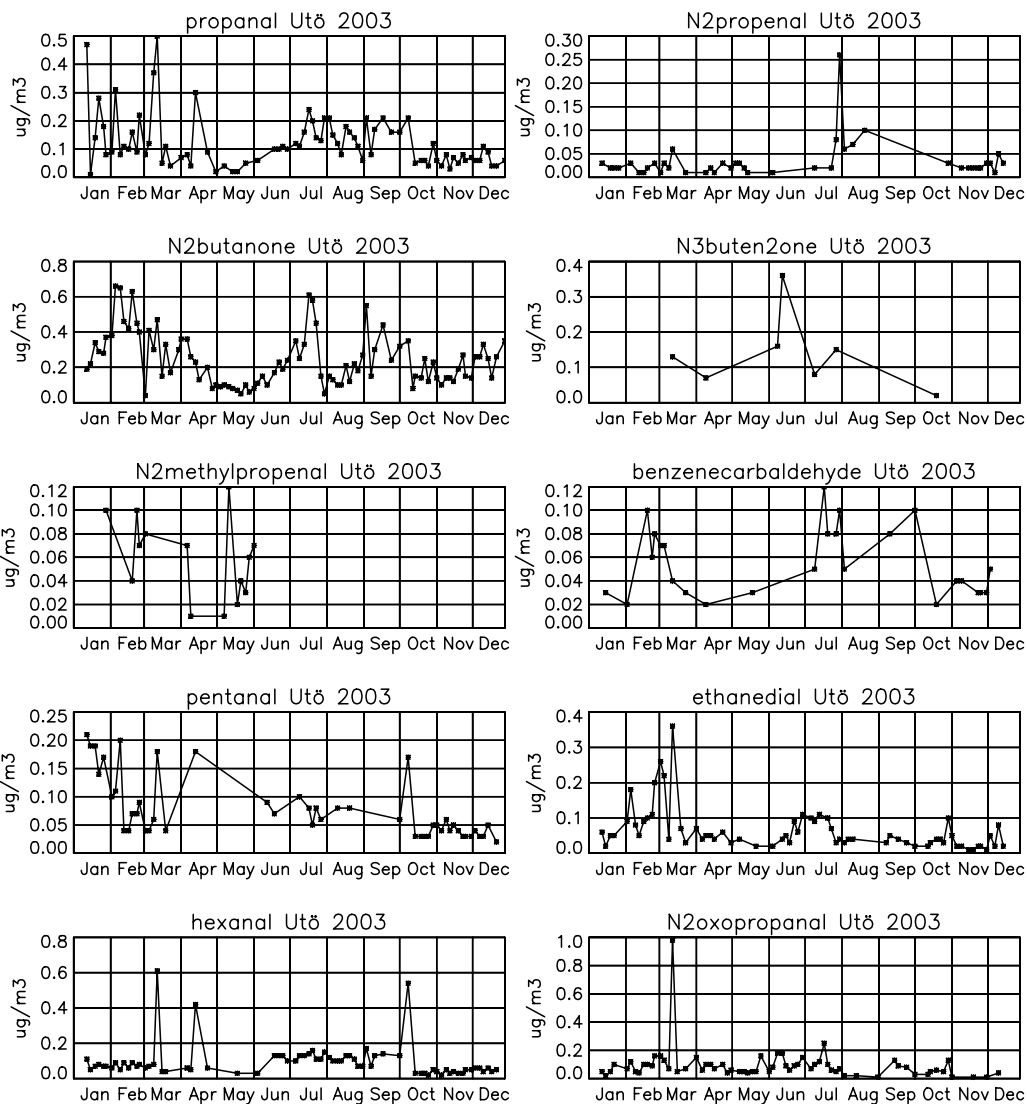 propanal Utö 2003
ug/m3
0.5
0.4
0.3
0.2
0.1
0.0
Jan Feb Mar Apr May Jun Jul Aug Sep Oct Nov Dec
N2propenal Utö 2003
ug/m3
0.30
0.25
0.20
0.15
0.10
0.05
0.00
Jan Feb Mar Apr May Jun Jul Aug Sep Oct Nov Dec
N2butanone Utö 2003
ug/m3
0.8
0.6
0.4
0.2
0.0
Jan Feb Mar Apr May Jun Jul Aug Sep Oct Nov Dec
N3buten2one Utö 2003
ug/m3
0.4
0.3
0.2
0.1
0.0
Jan Feb Mar Apr May Jun Jul Aug Sep Oct Nov Dec
N2methylpropenal Utö 2003
ug/m3
0.12
0.10
0.08
0.06
0.04
0.02
0.00
Jan Feb Mar Apr May Jun Jul Aug Sep Oct Nov Dec
benzenecarbaldehyde Utö 2003
ug/m3
0.12
0.10
0.08
0.06
0.04
0.02
0.00
Jan Feb Mar Apr May Jun Jul Aug Sep Oct Nov Dec
pentanal Utö 2003
ug/m3
0.25
0.20
0.15
0.10
0.05
0.00
Jan Feb Mar Apr May Jun Jul Aug Sep Oct Nov Dec
ethanedial Utö 2003
ug/m3
0.4
0.3
0.2
0.1
0.0
Jan Feb Mar Apr May Jun Jul Aug Sep Oct Nov Dec
hexanal Utö 2003
ug/m3
0.8
0.6
0.4
0.2
0.0
Jan Feb Mar Apr May Jun Jul Aug Sep Oct Nov Dec
N2oxopropanal Utö 2003
ug/m3
1.0
0.8
0.6
0.4
0.2
0.0
Jan Feb Mar Apr May Jun Jul Aug Sep Oct Nov Dec